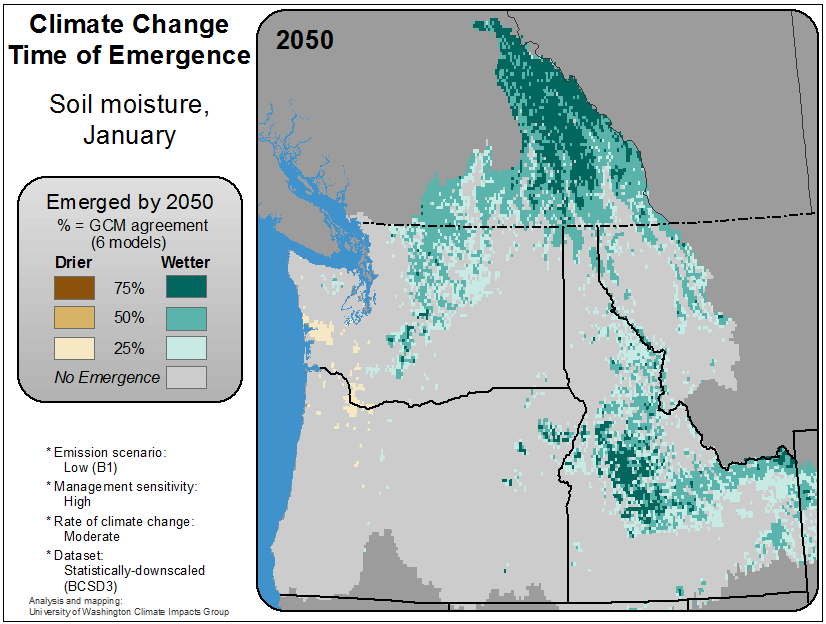 Climate Change
Time of Emergence
Soil moisture,
January
Emerged by 2050
% = GCM agreement
(6 models)
Drier Wetter
75%
50%
25%
No Emergence
* Emission scenario:
Low (B1)
* Management sensitivity:
High
* Rate of climate change:
Moderate
* Dataset:
Statistically-downscaled
(BCSD3)
Analysis and mapping:
University of Washington Climate Impacts Group
2050